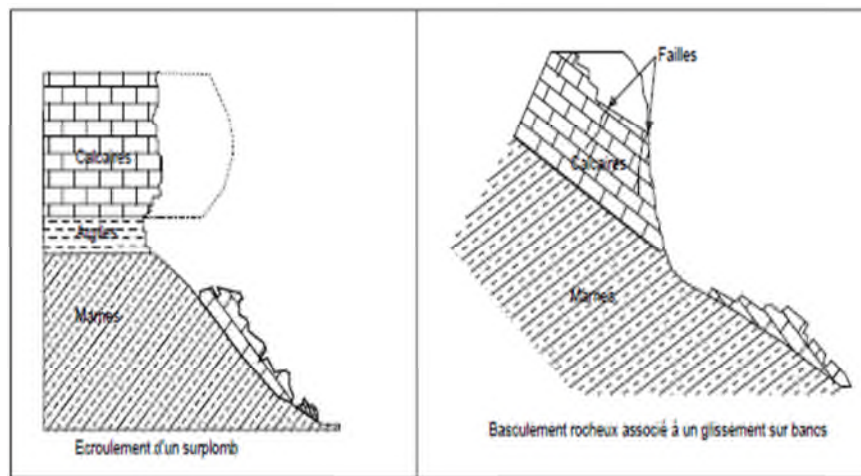 Calcaires
Argiles
Marnes
Ecroulement d'un surplomb
Failles
Calcaires
Marnes
Basculement rocheux associé à un glissement sur bancs